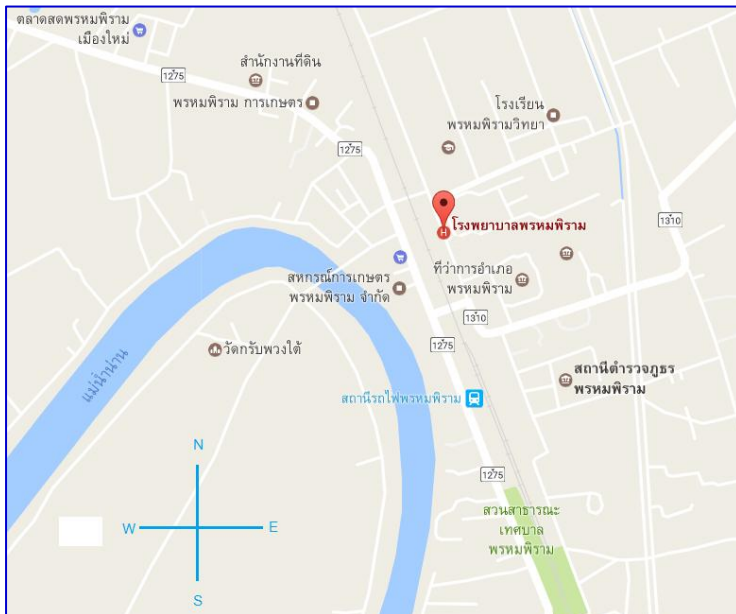 ตลาดสดพรหมพิราม
เมืองใหม่
1275
สำนักงานที่ดิน
พรหมพิราม การเกษตร
โรงเรียน
พรหมพิรามวิทยา
1275
H
โรงพยาบาลพรหมพิราม
1310
สหกรณ์การเกษตร
พรหมพิราม จำกัด
ที่ว่าการอำเภอ
พรหมพิราม
1310
1275
วัดกรับพวงใต้
แม่น้ำน่าน
สถานีตำรวจภูธร
พรหมพิราม
สถานีรถไฟพรหมพิราม
N
W
E
S
1275
สวนสาธารณะ
เทศบาล
พรหมพิราม